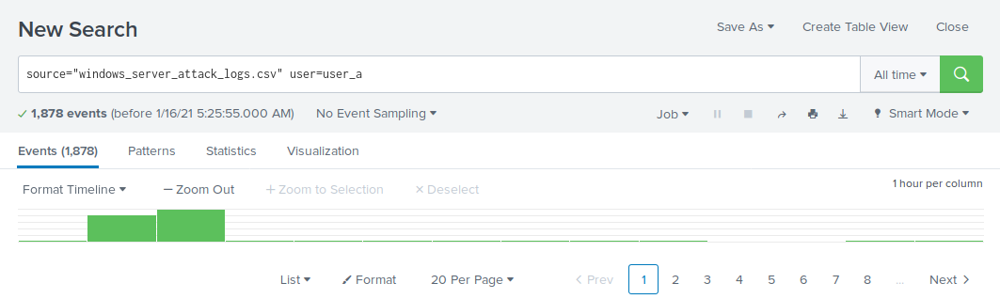 New Search
Save As Create Table View Close
source="windows_server_attack_logs.csv" user=user_a
All time
1,878 events (before 1/16/21 5:25:55.000 AM) No Event Sampling Job Smart Mode
Events (1,878) Patterns Statistics Visualization
Format Timeline — Zoom Out + Zoom to Selection × Deselect 1 hour per column
List Format 20 Per Page < Prev 1 2 3 4 5 6 7 8 ... Next >